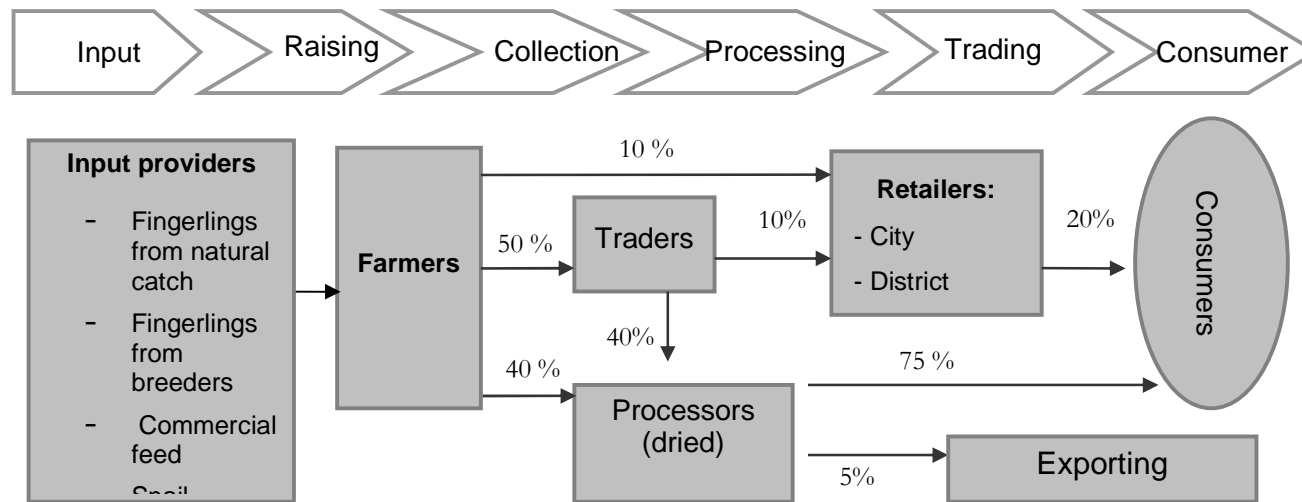 Input
Raising
Collection
Processing
Trading
Consumer
Input providers
- Fingerlings
from natural
catch
- Fingerlings
from
breeders
- Commercial
feed
Farmers
10 %
50 %
40 %
Traders
10%
40%
Processors
(dried)
Retailers:
- City
- District
20%
75 %
5%
Consumers
Exporting